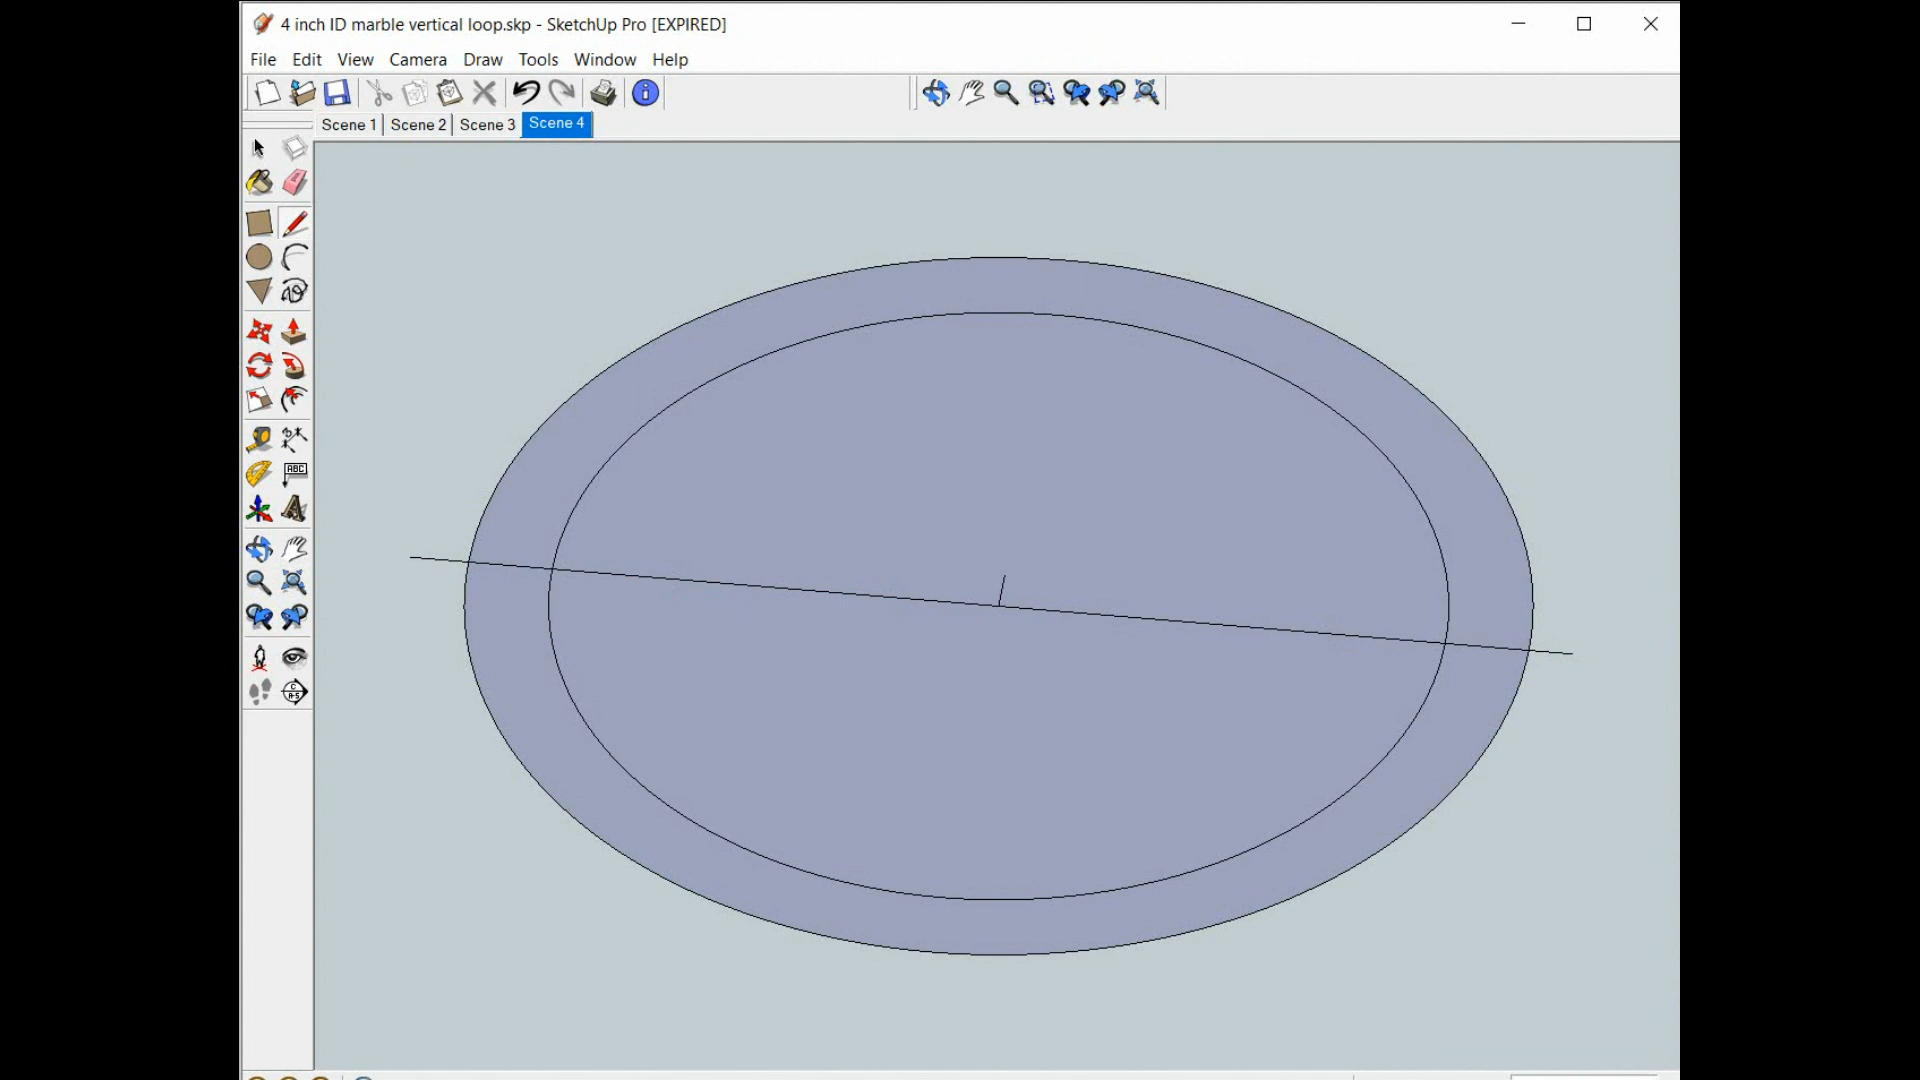 4 inch ID marble vertical loop.skp - SketchUp Pro [EXPIRED]
File Edit View Camera Draw Tools Window Help
Scene 1 Scene 2 Scene 3 Scene 4
ABC